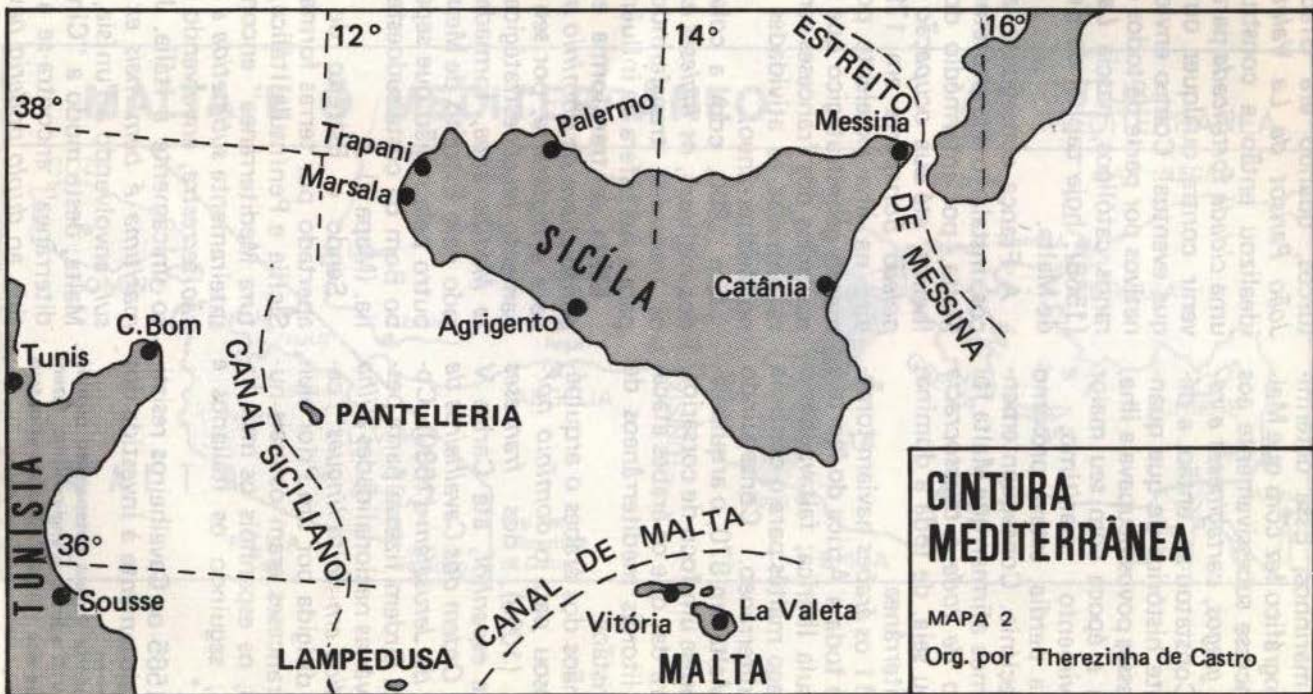 12°
14°
16°
38°
36°
ESTREITO
DE MESSINA
Messina
Palermo
Trapani
Marsala
SICÍLA
Catânia
Agrigento
C.Bom
Tunis
CANAL SICILIANO
PANTELERIA
TUNISIA
Sousse
CANAL DE MALTA
Vitória
La Valeta
LAMPEDUSA
MALTA
CINTURA
MEDITERRÂNEA
MAPA 2
Org. por Therezinha de Castro